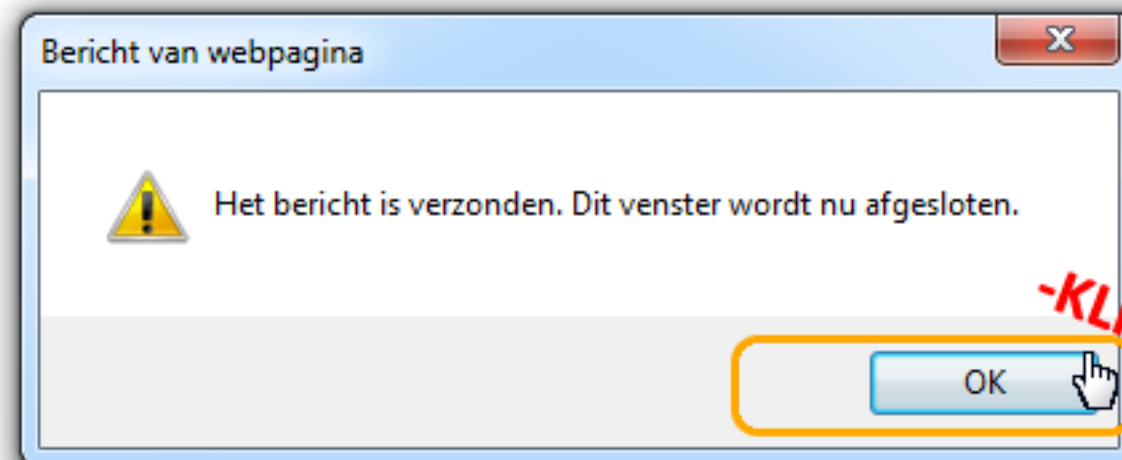 Bericht van webpagina
Het bericht is verzonden. Dit venster wordt nu afgesloten.
OK